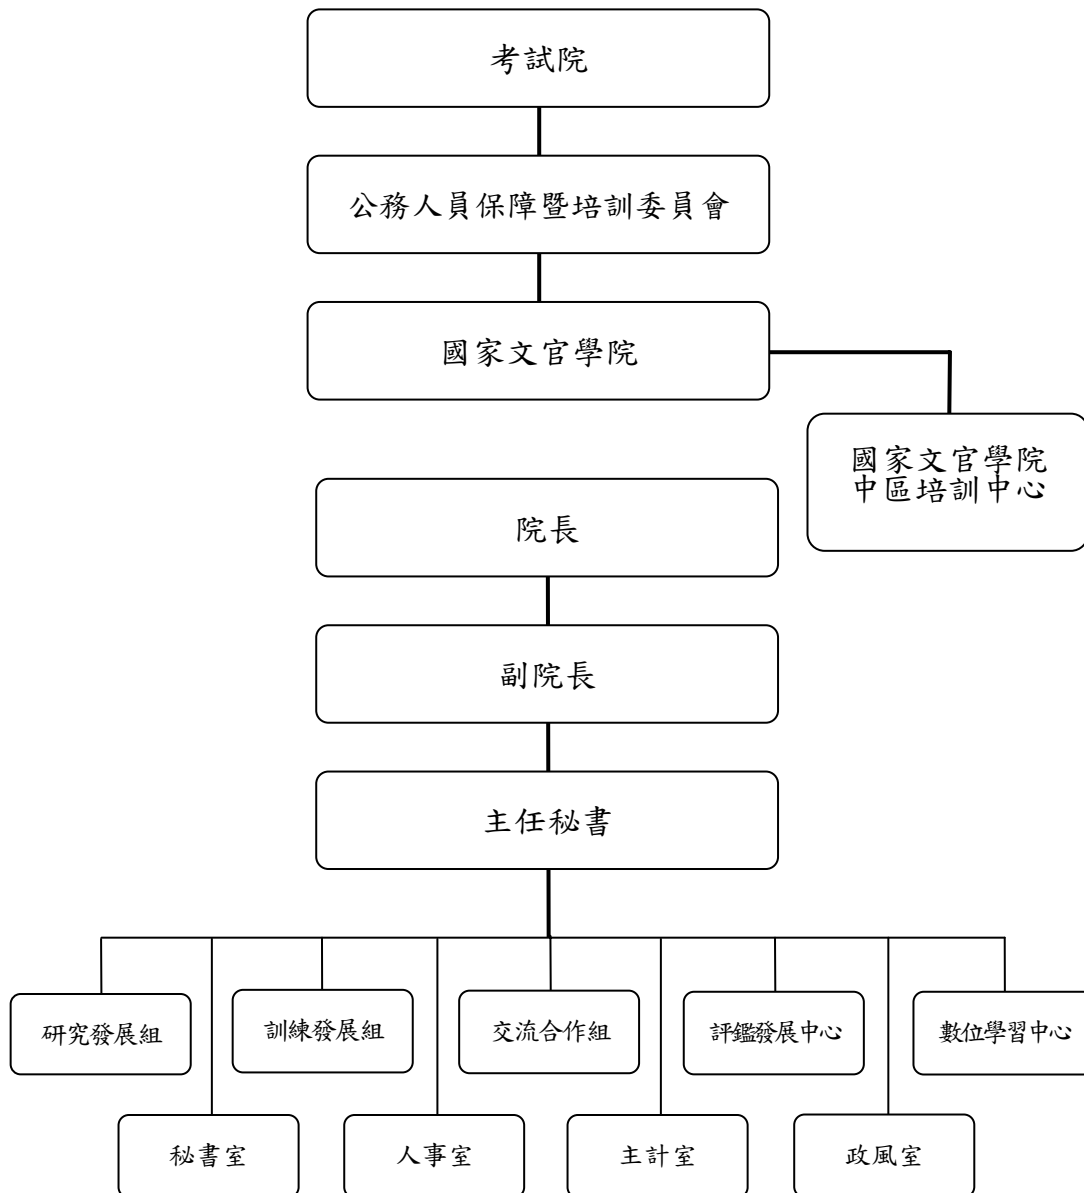 考試院
公務人員保障暨培訓委員會
國家文官學院
國家文官學院
中區培訓中心
院長
副院長
主任秘書
研究發展組
訓練發展組
交流合作組
評鑑發展中心
數位學習中心
秘書室
人事室
主計室
政風室